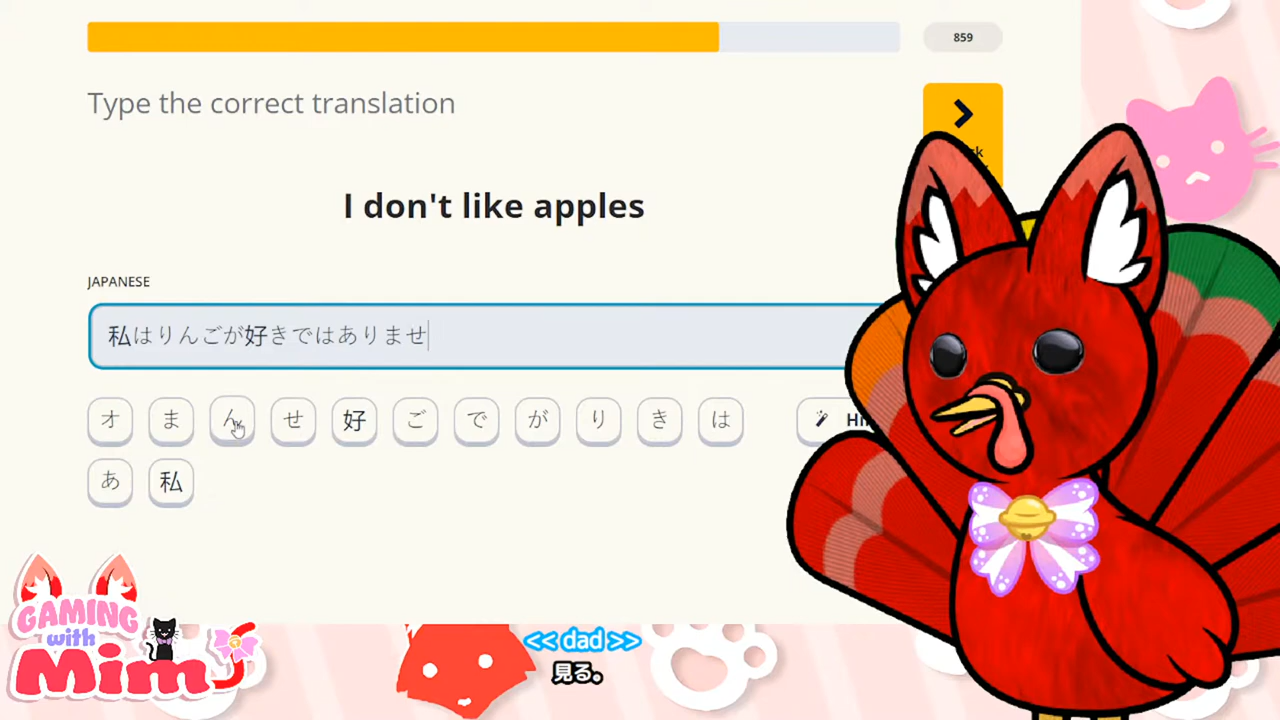 859
Type the correct translation
I don't like apples
JAPANESE
私はりんごが好きではありませ
オ ま ん せ 好 ご で が り き は
あ 私
GAMING
with
Mim
<< dad >>
見る。